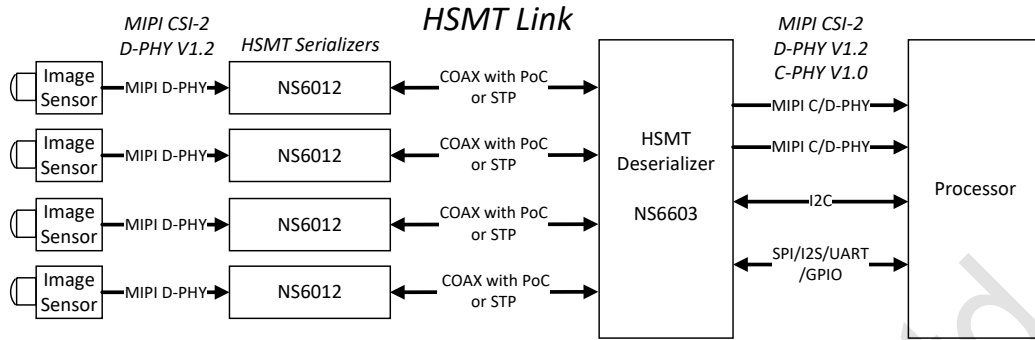 HSMT Link
MIPI CSI-2
D-PHY V1.2
HSMT Serializers
MIPI CSI-2
D-PHY V1.2
C-PHY V1.0
Image
Sensor
MIPI D-PHY
NS6012
COAX with PoC
or STP
Image
Sensor
MIPI D-PHY
NS6012
COAX with PoC
or STP
Image
Sensor
MIPI D-PHY
NS6012
COAX with PoC
or STP
Image
Sensor
MIPI D-PHY
NS6012
COAX with PoC
or STP
HSMT
Deserializer
NS6603
MIPI C/D-PHY
MIPI C/D-PHY
I2C
SPI/I2S/UART
/GPIO
Processor